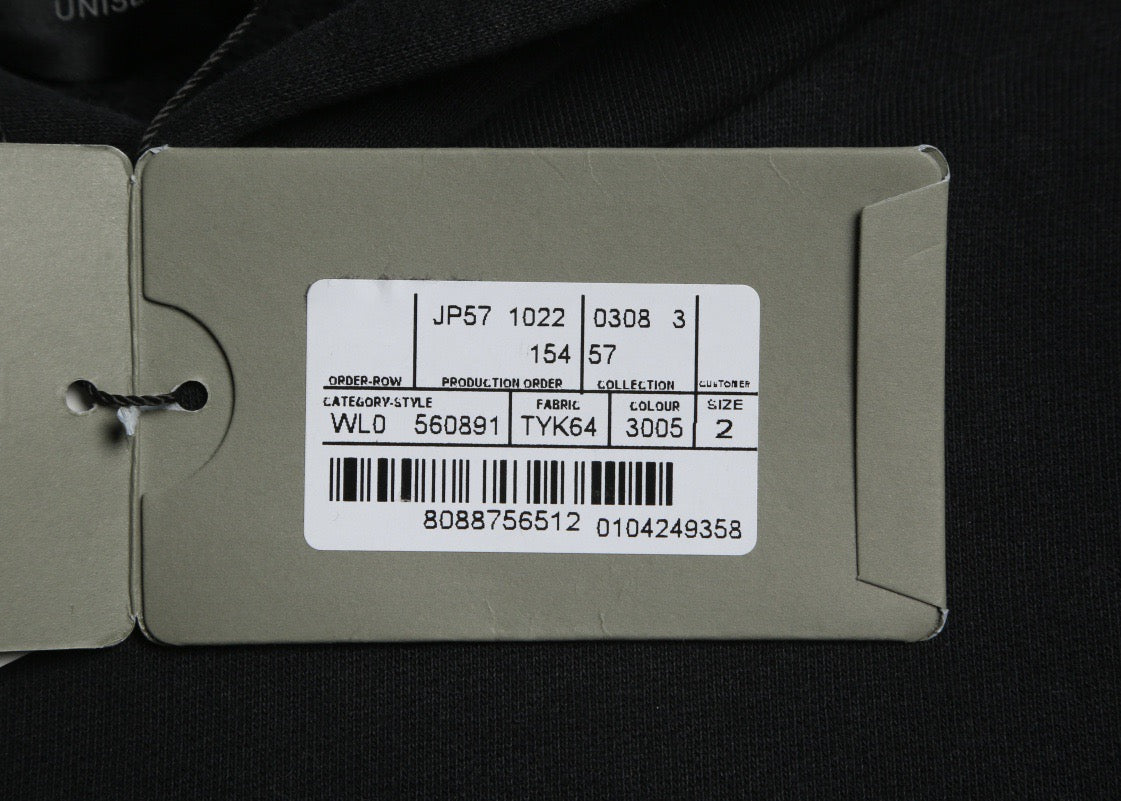 JP57 1022 0308 3
154 57
ORDER-ROW PRODUCTION ORDER COLLECTION CUSTOMER
CATEGORY-STYLE FABRIC COLOUR SIZE
WL0 560891 TYK64 3005 2
8088756512 0104249358